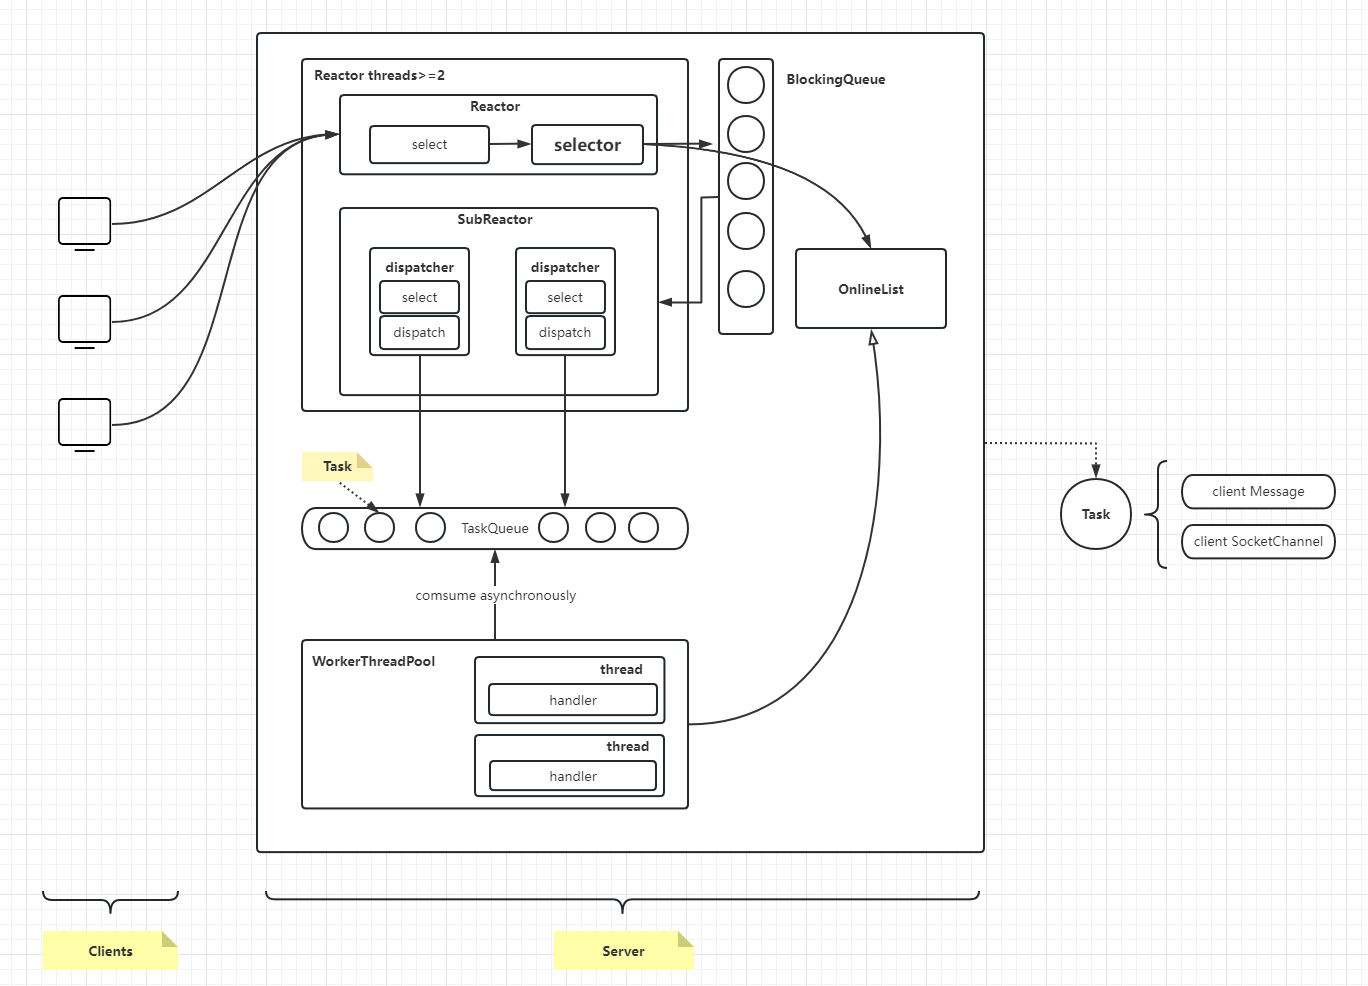 Reactor threads>=2
BlockingQueue
Reactor
select
selector
SubReactor
dispatcher
select
dispatch
dispatcher
select
dispatch
OnlineList
Task
TaskQueue
comsume asynchronously
WorkerThreadPool
thread
handler
thread
handler
Task
client Message
client SocketChannel
Clients
Server